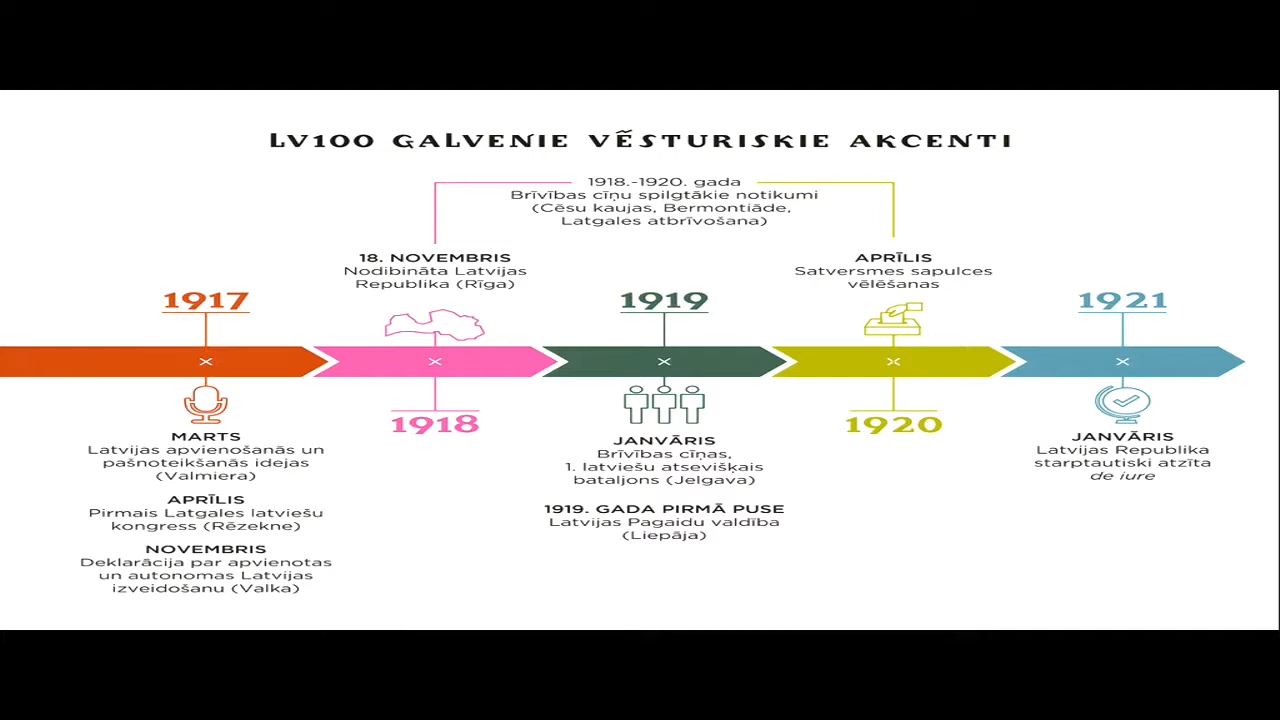 LV100 GALVENIE VĒSTURISKIE AKCENTI
1918.-1920. gada
Brīvības cīņu spilgtākie notikumi
(Cēsu kaujas, Bermontiāde,
Latgales atbrīvošana)
1917
MARTS
Latvijas apvienošanās un
pašnoteikšanās idejas
(Valmiera)
APRĪLIS
Pirmais Latgales latviešu
kongress (Rēzekne)
NOVEMBRIS
Deklarācija par apvienotas
un autonomas Latvijas
izveidošanu (Valka)
18. NOVEMBRIS
Nodibināta Latvijas
Republika (Rīga)
1918
1919
JANVĀRIS
Brīvības cīņas,
1. latviešu atsevišķais
bataljons (Jelgava)
1919. GADA PIRMĀ PUSE
Latvijas Pagaidu valdība
(Liepāja)
APRĪLIS
Satversmes sapulces
vēlēšanas
1920
1921
JANVĀRIS
Latvijas Republika
starptautiski atzīta
de iure